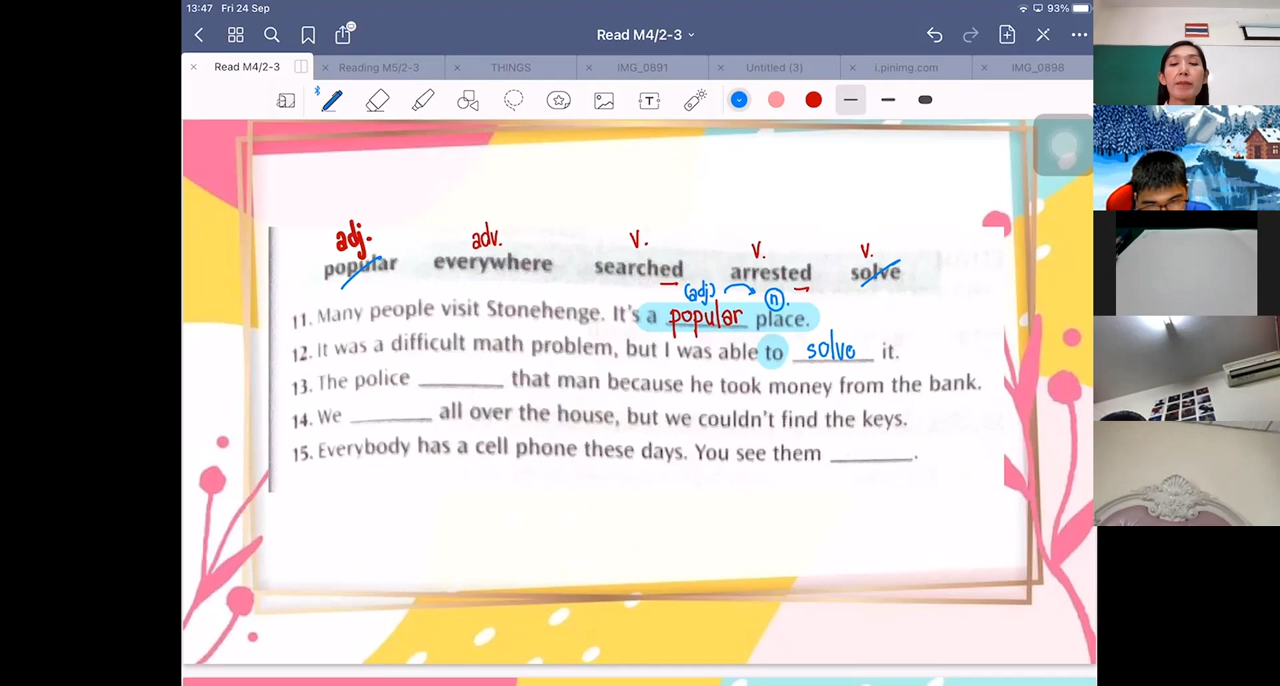 13:47 Fri 24 Sep 93%
Read M4/2-3
Read M4/2-3 Reading M5/2-3 THINGS IMG_0891 Untitled (3) i.pinimg.com IMG_0898
adj. adv. v. v. v.
popular everywhere searched arrested solve
(adj) n.
11. Many people visit Stonehenge. It's a popular place.
12. It was a difficult math problem, but I was able to solve it.
13. The police ________ that man because he took money from the bank.
14. We ________ all over the house, but we couldn't find the keys.
15. Everybody has a cell phone these days. You see them ________.